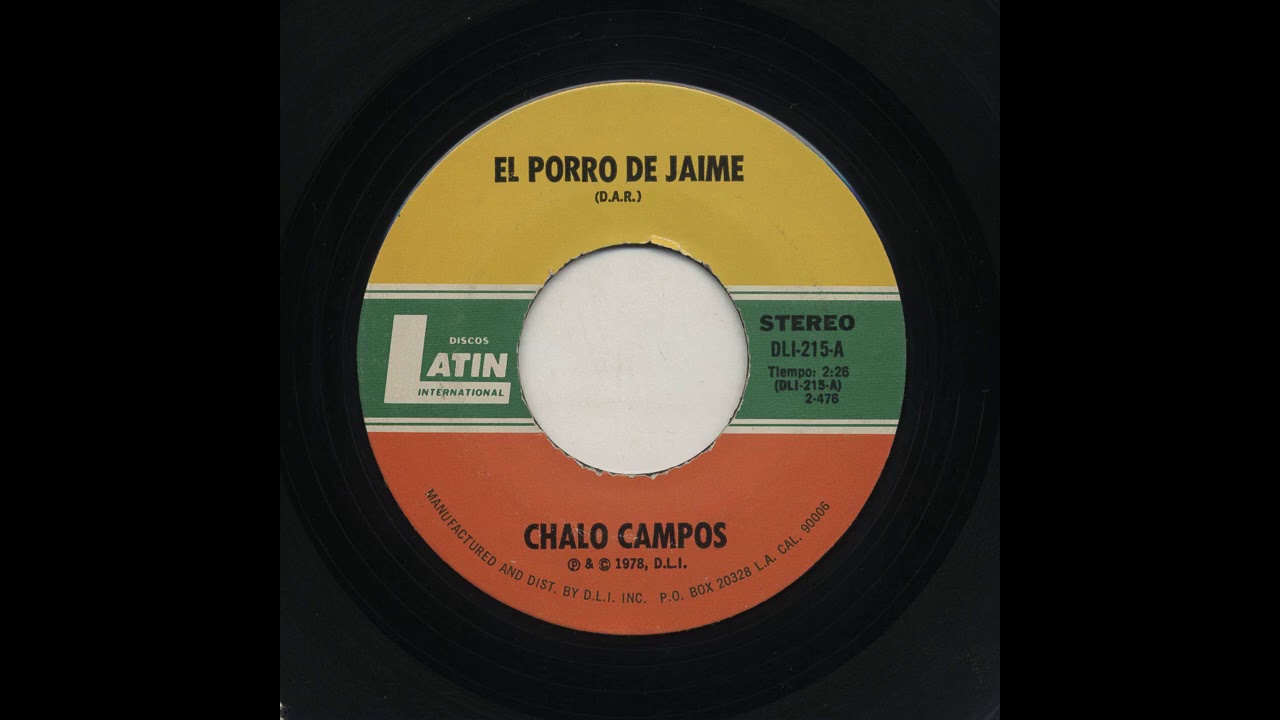 EL PORRO DE JAIME
(D.A.R.)
DISCOS
LATIN
INTERNATIONAL
STEREO
DLI-215-A
Tiempo: 2:26
(DLI-215-A)
2-476
CHALO CAMPOS
Ⓟ & © 1978, D.L.I.
MANUFACTURED AND DIST. BY D.L.I. INC. P.O. BOX 20328 L.A. CAL. 90006